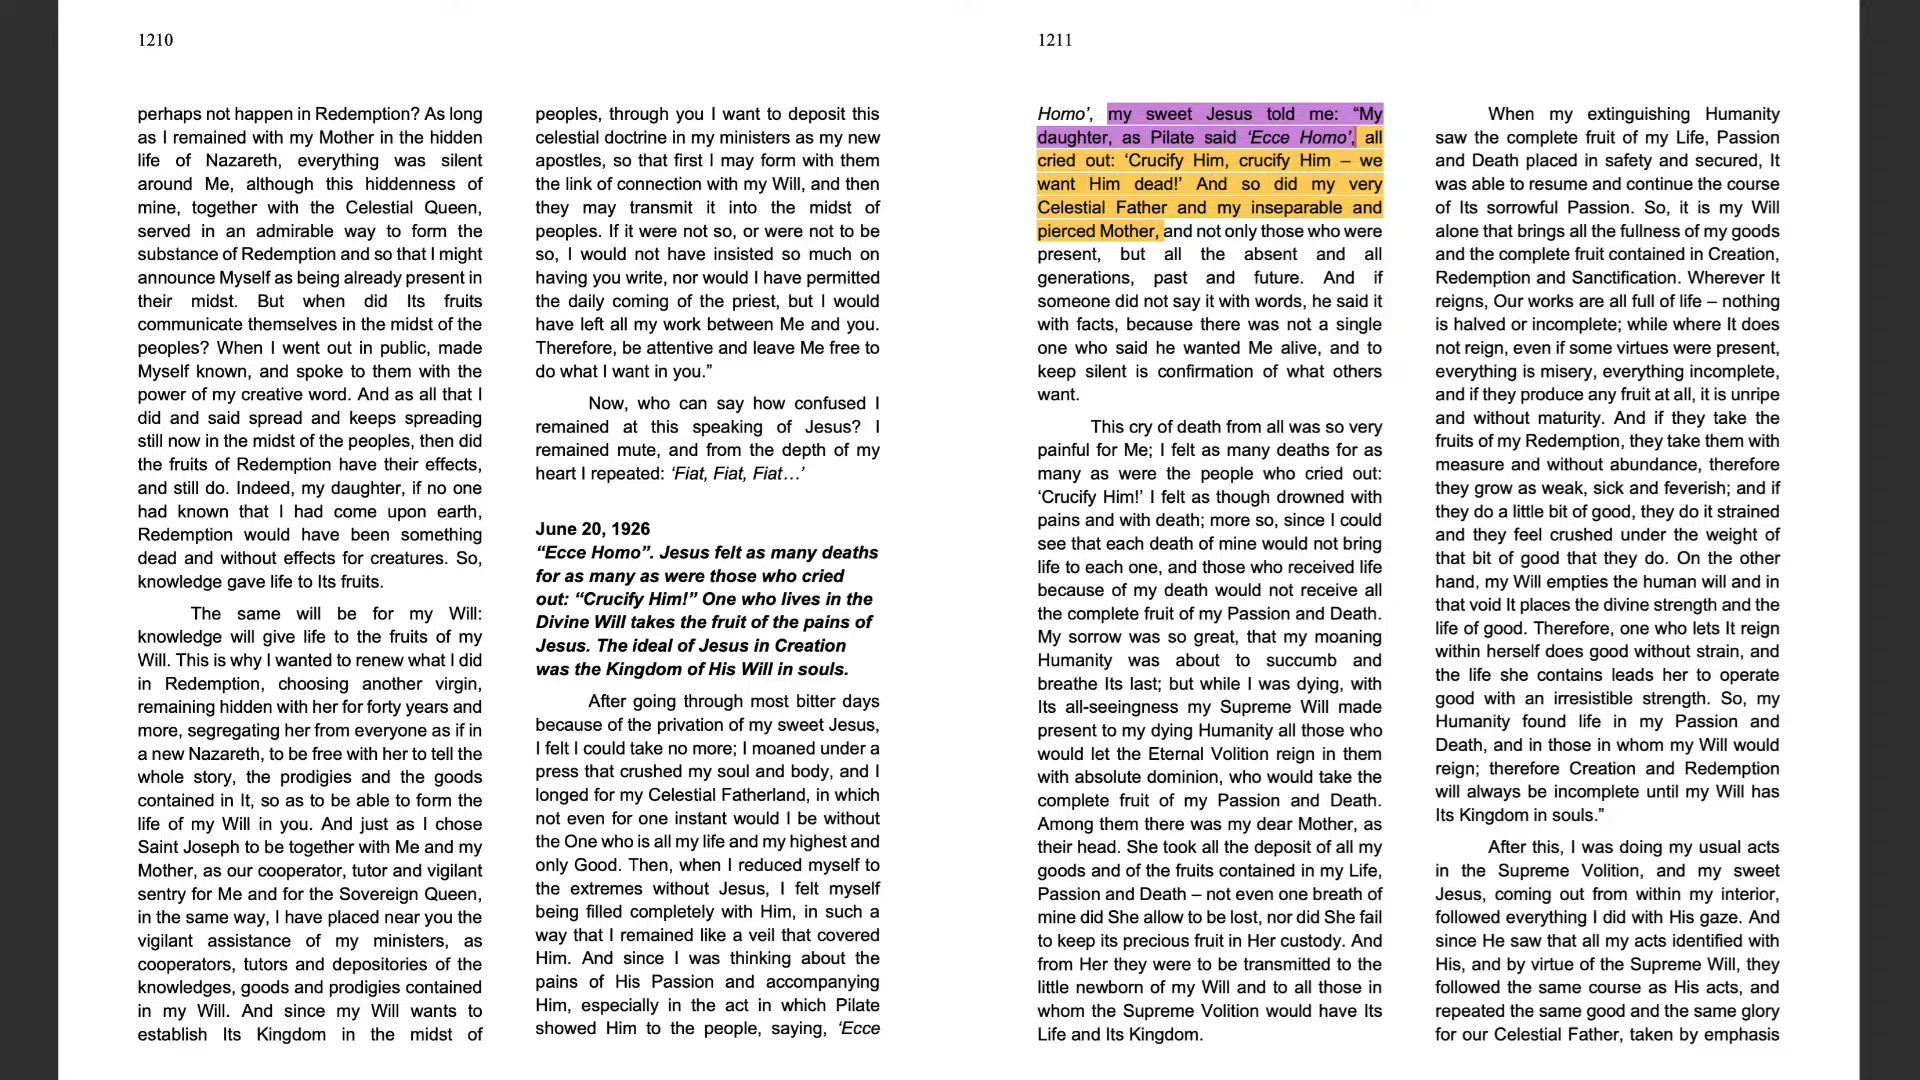 1210
perhaps not happen in Redemption? As long
as I remained with my Mother in the hidden
life of Nazareth, everything was silent
around Me, although this hiddenness of
mine, together with the Celestial Queen,
served in an admirable way to form the
substance of Redemption and so that I might
announce Myself as being already present in
their midst. But when did Its fruits
communicate themselves in the midst of the
peoples? When I went out in public, made
Myself known, and spoke to them with the
power of my creative word. And as all that I
did and said spread and keeps spreading
still now in the midst of the peoples, then did
the fruits of Redemption have their effects,
and still do. Indeed, my daughter, if no one
had known that I had come upon earth,
Redemption would have been something
dead and without effects for creatures. So,
knowledge gave life to Its fruits.
The same will be for my Will:
knowledge will give life to the fruits of my
Will. This is why I wanted to renew what I did
in Redemption, choosing another virgin,
remaining hidden with her for forty years and
more, segregating her from everyone as if in
a new Nazareth, to be free with her to tell the
whole story, the prodigies and the goods
contained in It, so as to be able to form the
life of my Will in you. And just as I chose
Saint Joseph to be together with Me and my
Mother, as our cooperator, tutor and vigilant
sentry for Me and for the Sovereign Queen,
in the same way, I have placed near you the
vigilant assistance of my ministers, as
cooperators, tutors and depositories of the
knowledges, goods and prodigies contained
in my Will. And since my Will wants to
establish Its Kingdom in the midst of
peoples, through you I want to deposit this
celestial doctrine in my ministers as my new
apostles, so that first I may form with them
the link of connection with my Will, and then
they may transmit it into the midst of
peoples. If it were not so, or were not to be
so, I would not have insisted so much on
having you write, nor would I have permitted
the daily coming of the priest, but I would
have left all my work between Me and you.
Therefore, be attentive and leave Me free to
do what I want in you.”
Now, who can say how confused I
remained at this speaking of Jesus? I
remained mute, and from the depth of my
heart I repeated: ‘Fiat, Fiat, Fiat…’
June 20, 1926
“Ecce Homo”. Jesus felt as many deaths
for as many as were those who cried
out: “Crucify Him!” One who lives in the
Divine Will takes the fruit of the pains of
Jesus. The ideal of Jesus in Creation
was the Kingdom of His Will in souls.
After going through most bitter days
because of the privation of my sweet Jesus,
I felt I could take no more; I moaned under a
press that crushed my soul and body, and I
longed for my Celestial Fatherland, in which
not even for one instant would I be without
the One who is all my life and my highest and
only Good. Then, when I reduced myself to
the extremes without Jesus, I felt myself
being filled completely with Him, in such a
way that I remained like a veil that covered
Him. And since I was thinking about the
pains of His Passion and accompanying
Him, especially in the act in which Pilate
showed Him to the people, saying, ‘Ecce
1211
Homo’, my sweet Jesus told me: “My
daughter, as Pilate said ‘Ecce Homo’, all
cried out: ‘Crucify Him, crucify Him – we
want Him dead!’ And so did my very
Celestial Father and my inseparable and
pierced Mother, and not only those who were
present, but all the absent and all
generations, past and future. And if
someone did not say it with words, he said it
with facts, because there was not a single
one who said he wanted Me alive, and to
keep silent is confirmation of what others
want.
This cry of death from all was so very
painful for Me; I felt as many deaths for as
many as were the people who cried out:
‘Crucify Him!’ I felt as though drowned with
pains and with death; more so, since I could
see that each death of mine would not bring
life to each one, and those who received life
because of my death would not receive all
the complete fruit of my Passion and Death.
My sorrow was so great, that my moaning
Humanity was about to succumb and
breathe Its last; but while I was dying, with
Its all-seeingness my Supreme Will made
present to my dying Humanity all those who
would let the Eternal Volition reign in them
with absolute dominion, who would take the
complete fruit of my Passion and Death.
Among them there was my dear Mother, as
their head. She took all the deposit of all my
goods and of the fruits contained in my Life,
Passion and Death – not even one breath of
mine did She allow to be lost, nor did She fail
to keep its precious fruit in Her custody. And
from Her they were to be transmitted to the
little newborn of my Will and to all those in
whom the Supreme Volition would have Its
Life and Its Kingdom.
When my extinguishing Humanity
saw the complete fruit of my Life, Passion
and Death placed in safety and secured, It
was able to resume and continue the course
of Its sorrowful Passion. So, it is my Will
alone that brings all the fullness of my goods
and the complete fruit contained in Creation,
Redemption and Sanctification. Wherever It
reigns, Our works are all full of life – nothing
is halved or incomplete; while where It does
not reign, even if some virtues were present,
everything is misery, everything incomplete,
and if they produce any fruit at all, it is unripe
and without maturity. And if they take the
fruits of my Redemption, they take them with
measure and without abundance, therefore
they grow as weak, sick and feverish; and if
they do a little bit of good, they do it strained
and they feel crushed under the weight of
that bit of good that they do. On the other
hand, my Will empties the human will and in
that void It places the divine strength and the
life of good. Therefore, one who lets It reign
within herself does good without strain, and
the life she contains leads her to operate
good with an irresistible strength. So, my
Humanity found life in my Passion and
Death, and in those in whom my Will would
reign; therefore Creation and Redemption
will always be incomplete until my Will has
Its Kingdom in souls.”
After this, I was doing my usual acts
in the Supreme Volition, and my sweet
Jesus, coming out from within my interior,
followed everything I did with His gaze. And
since He saw that all my acts identified with
His, and by virtue of the Supreme Will, they
followed the same course as His acts, and
repeated the same good and the same glory
for our Celestial Father, taken by emphasis